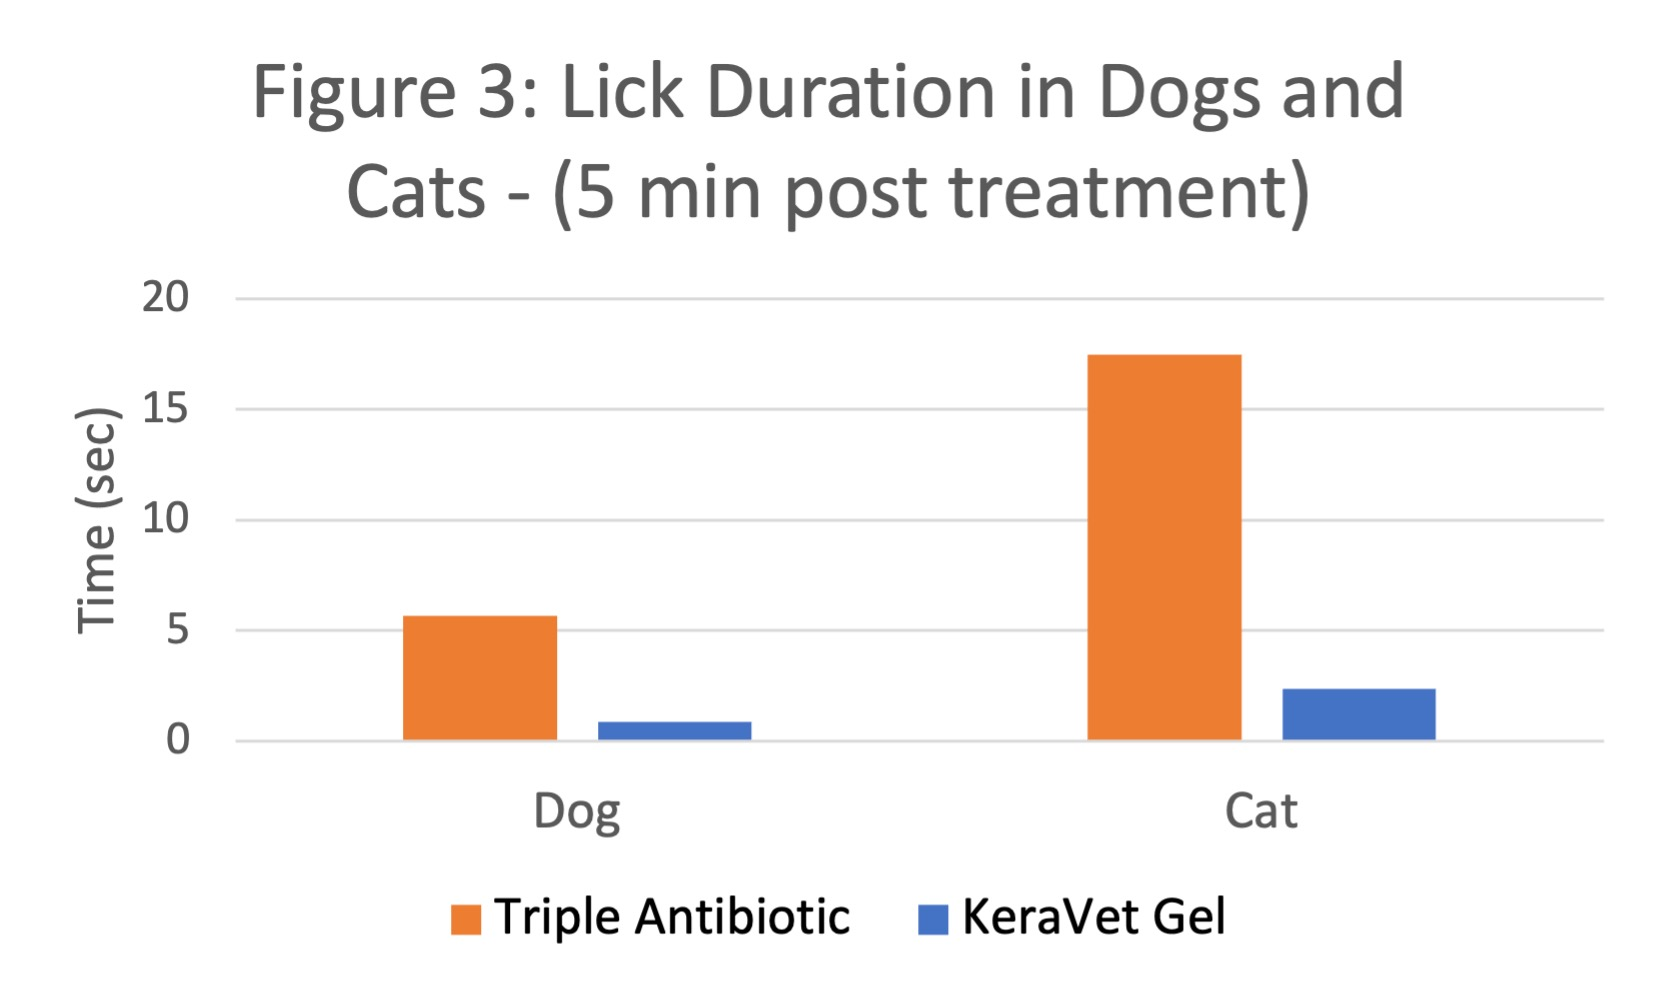 Figure 3: Lick Duration in Dogs and
Cats - (5 min post treatment)
20
15
10
5
0
Time (sec)
Dog
Cat
Triple Antibiotic
KeraVet Gel